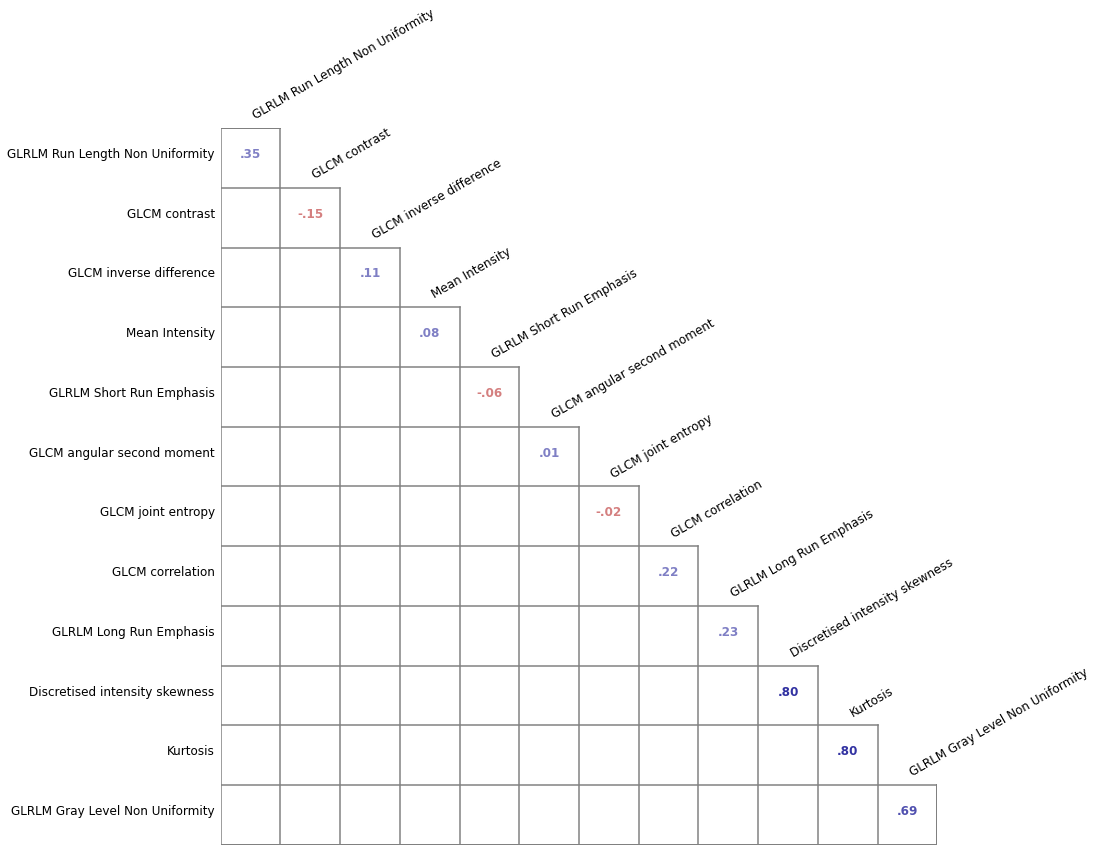 GLRLM Run Length Non Uniformity
GLRLM Run Length Non Uniformity .35
GLCM contrast
GLCM contrast -.15
GLCM inverse difference
GLCM inverse difference .11
Mean Intensity
Mean Intensity .08
GLRLM Short Run Emphasis
GLRLM Short Run Emphasis -.06
GLCM angular second moment
GLCM angular second moment .01
GLCM joint entropy
GLCM joint entropy -.02
GLCM correlation
GLCM correlation .22
GLRLM Long Run Emphasis
GLRLM Long Run Emphasis .23
Discretised intensity skewness
Discretised intensity skewness .80
Kurtosis
Kurtosis .80
GLRLM Gray Level Non Uniformity
GLRLM Gray Level Non Uniformity .69